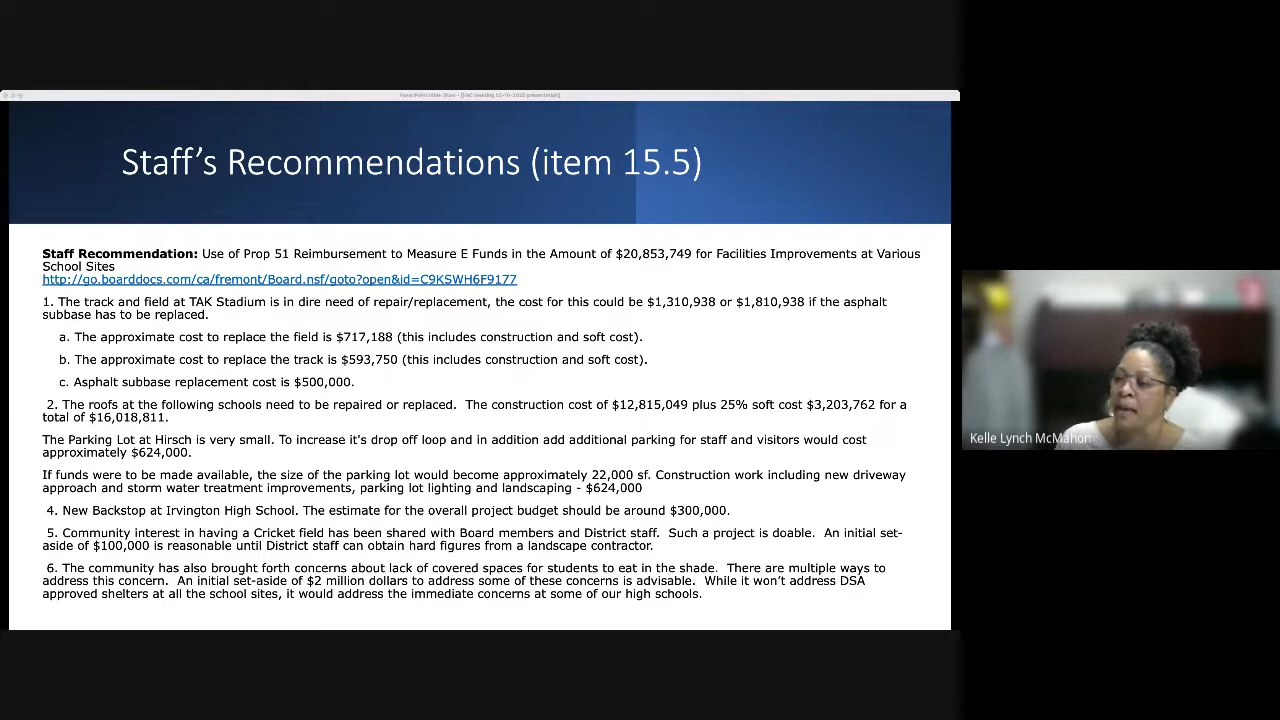 PowerPoint Slide Show - [FAC meeting 02-16-2022 presentation]
Staff's Recommendations (item 15.5)
Staff Recommendation: Use of Prop 51 Reimbursement to Measure E Funds in the Amount of $20,853,749 for Facilities Improvements at Various
School Sites
http://go.boarddocs.com/ca/fremont/Board.nsf/goto?open&id=C9KSWH6F9177
1. The track and field at TAK Stadium is in dire need of repair/replacement, the cost for this could be $1,310,938 or $1,810,938 if the asphalt
subbase has to be replaced.
a. The approximate cost to replace the field is $717,188 (this includes construction and soft cost).
b. The approximate cost to replace the track is $593,750 (this includes construction and soft cost).
c. Asphalt subbase replacement cost is $500,000.
2. The roofs at the following schools need to be repaired or replaced. The construction cost of $12,815,049 plus 25% soft cost $3,203,762 for a
total of $16,018,811.
The Parking Lot at Hirsch is very small. To increase it's drop off loop and in addition add additional parking for staff and visitors would cost
approximately $624,000.
If funds were to be made available, the size of the parking lot would become approximately 22,000 sf. Construction work including new driveway
approach and storm water treatment improvements, parking lot lighting and landscaping - $624,000
4. New Backstop at Irvington High School. The estimate for the overall project budget should be around $300,000.
5. Community interest in having a Cricket field has been shared with Board members and District staff. Such a project is doable. An initial set-
aside of $100,000 is reasonable until District staff can obtain hard figures from a landscape contractor.
6. The community has also brought forth concerns about lack of covered spaces for students to eat in the shade. There are multiple ways to
address this concern. An initial set-aside of $2 million dollars to address some of these concerns is advisable. While it won't address DSA
approved shelters at all the school sites, it would address the immediate concerns at some of our high schools.
Kelle Lynch McMahon